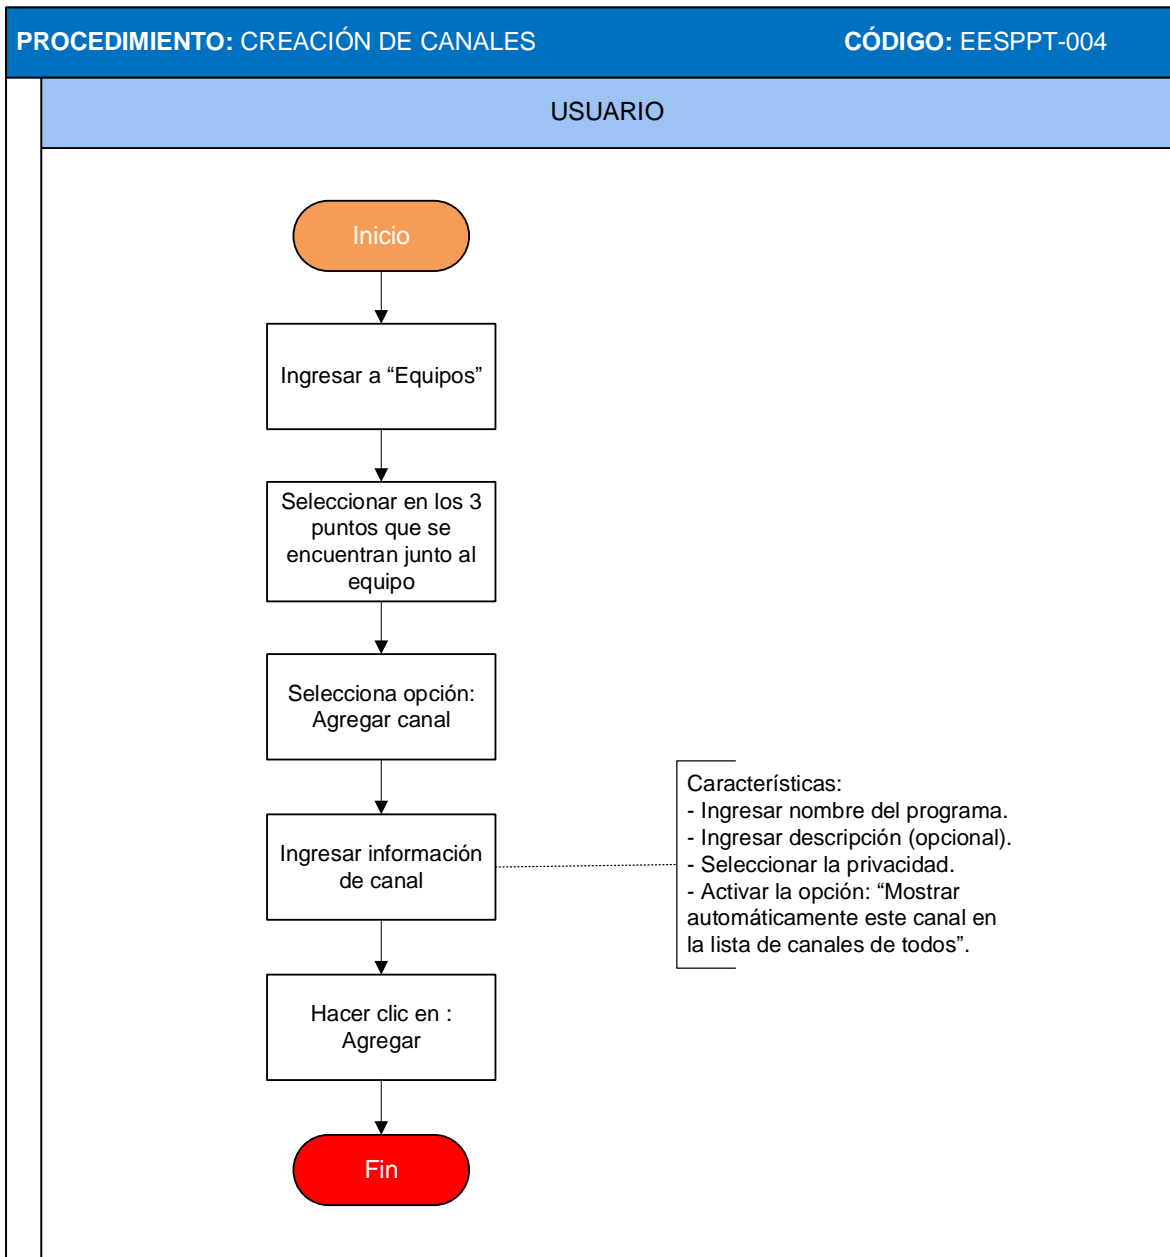 PROCEDIMIENTO: CREACIÓN DE CANALES
CÓDIGO: EESPPT-004
USUARIO
Inicio
Ingresar a “Equipos”
Seleccionar en los 3
puntos que se
encuentran junto al
equipo
Selecciona opción:
Agregar canal
Ingresar información
de canal
Características:
- Ingresar nombre del programa.
- Ingresar descripción (opcional).
- Seleccionar la privacidad.
- Activar la opción: “Mostrar
automáticamente este canal en
la lista de canales de todos”.
Hacer clic en :
Agregar
Fin